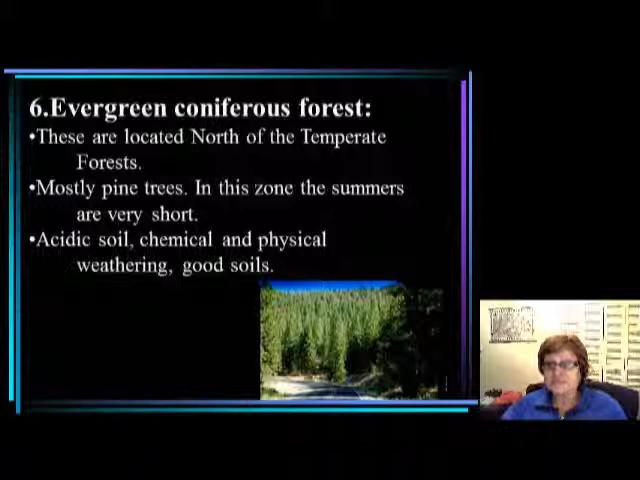 6.Evergreen coniferous forest:
•These are located North of the Temperate
Forests.
•Mostly pine trees. In this zone the summers
are very short.
•Acidic soil, chemical and physical
weathering, good soils.